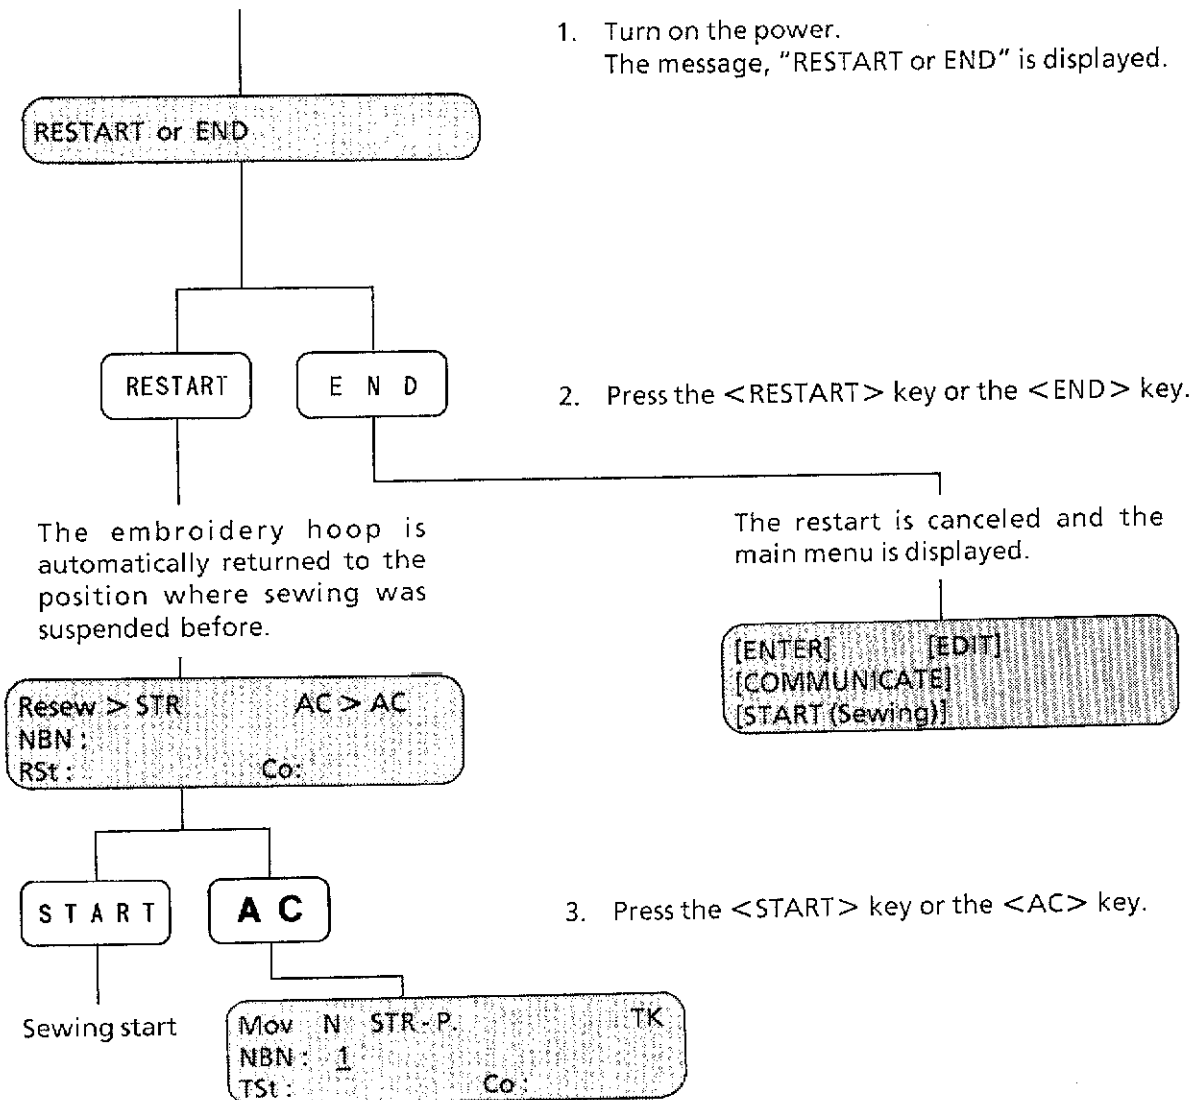 1. Turn on the power.
The message, "RESTART or END" is displayed.
RESTART or END
RESTART
E N D
2. Press the <RESTART> key or the <END> key.
The embroidery hoop is
automatically returned to the
position where sewing was
suspended before.
The restart is canceled and the
main menu is displayed.
[ENTER] [EDIT]
[COMMUNICATE]
[START (Sewing)]
Resew > STR AC > AC
NBN :
RSt : Co:
S T A R T
A C
3. Press the <START> key or the <AC> key.
Sewing start
Mov N STR - P. TK
NBN : 1
TSt : Co :